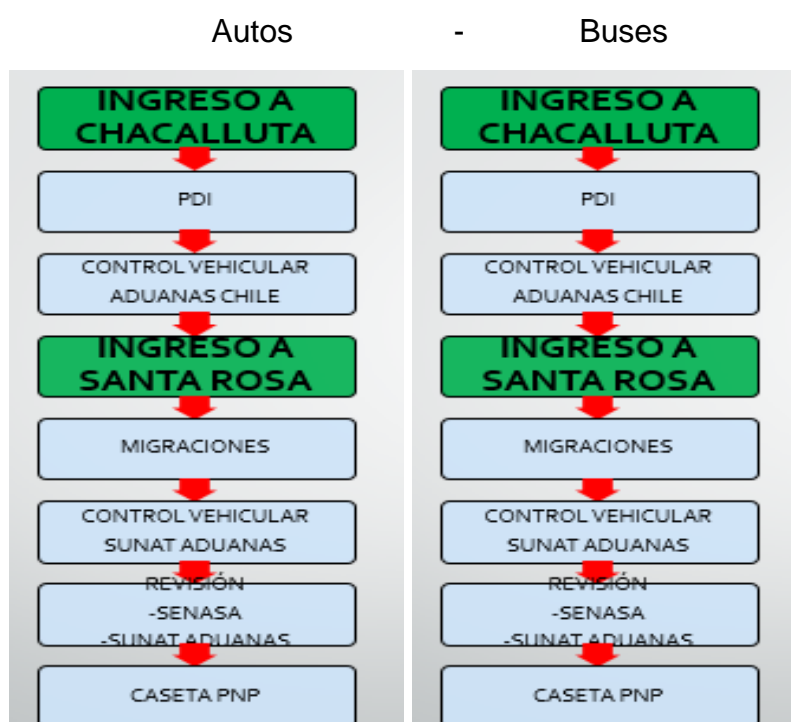 Autos - Buses
INGRESO A
CHACALLUTA
PDI
CONTROL VEHICULAR
ADUANAS CHILE
INGRESO A
SANTA ROSA
MIGRACIONES
CONTROL VEHICULAR
SUNAT ADUANAS
REVISIÓN
-SENASA
-SUNAT ADUANAS
CASETA PNP
INGRESO A
CHACALLUTA
PDI
CONTROL VEHICULAR
ADUANAS CHILE
INGRESO A
SANTA ROSA
MIGRACIONES
CONTROL VEHICULAR
SUNAT ADUANAS
REVISIÓN
-SENASA
-SUNAT ADUANAS
CASETA PNP